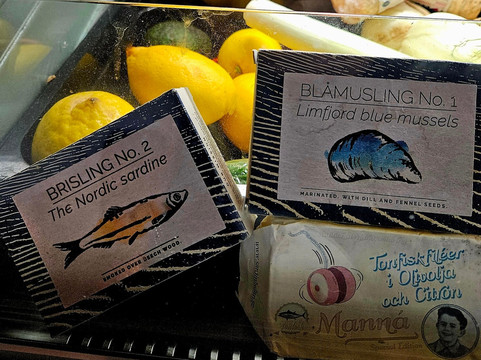 BRISLING No. 2
The Nordic sardine
SMOKED OVER BEECH WOOD
BLÅMUSLING No. 1
Limfjord blue mussels
MARINATED, WITH DILL AND FENNEL SEEDS
Tonfiskfiléer
i Olivolja
och Citron
Manná